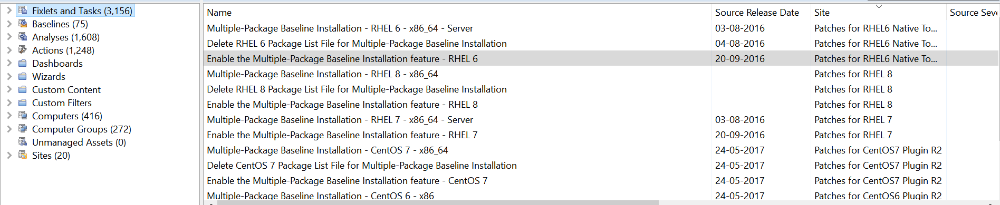 Fixlets and Tasks (3,156)
Baselines (75)
Analyses (1,608)
Actions (1,248)
Dashboards
Wizards
Custom Content
Custom Filters
Computers (416)
Computer Groups (272)
Unmanaged Assets (0)
Sites (20)
Name Source Release Date Site Source Seve
Multiple-Package Baseline Installation - RHEL 6 - x86_64 - Server 03-08-2016 Patches for RHEL6 Native To...
Delete RHEL 6 Package List File for Multiple-Package Baseline Installation 04-08-2016 Patches for RHEL6 Native To...
Enable the Multiple-Package Baseline Installation feature - RHEL 6 20-09-2016 Patches for RHEL6 Native To...
Multiple-Package Baseline Installation - RHEL 8 - x86_64 Patches for RHEL 8
Delete RHEL 8 Package List File for Multiple-Package Baseline Installation Patches for RHEL 8
Enable the Multiple-Package Baseline Installation feature - RHEL 8 Patches for RHEL 8
Multiple-Package Baseline Installation - RHEL 7 - x86_64 - Server 03-08-2016 Patches for RHEL 7
Enable the Multiple-Package Baseline Installation feature - RHEL 7 20-09-2016 Patches for RHEL 7
Multiple-Package Baseline Installation - CentOS 7 - x86_64 24-05-2017 Patches for CentOS7 Plugin R2
Delete CentOS 7 Package List File for Multiple-Package Baseline Installation 24-05-2017 Patches for CentOS7 Plugin R2
Enable the Multiple-Package Baseline Installation feature - CentOS 7 24-05-2017 Patches for CentOS7 Plugin R2
Multiple-Package Baseline Installation - CentOS 6 - x86 24-05-2017 Patches for CentOS6 Plugin R2